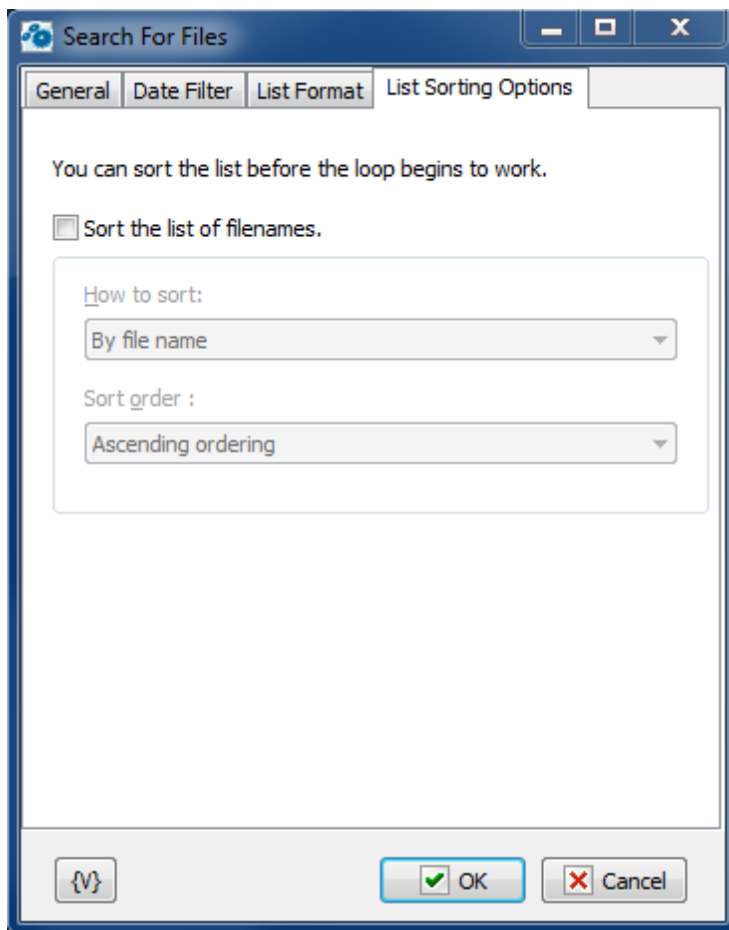 Search For Files
General Date Filter List Format List Sorting Options
You can sort the list before the loop begins to work.
Sort the list of filenames.
How to sort:
By file name
Sort order :
Ascending ordering
{V} OK Cancel